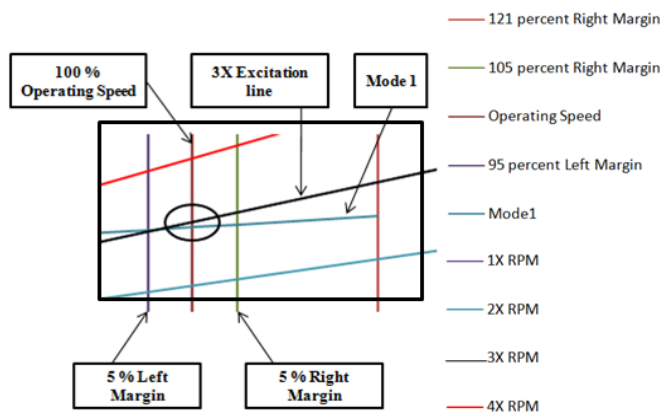 100 %
Operating Speed
3X Excitation
line
Mode 1
5 % Left
Margin
5 % Right
Margin
121 percent Right Margin
105 percent Right Margin
Operating Speed
95 percent Left Margin
Mode1
1X RPM
2X RPM
3X RPM
4X RPM